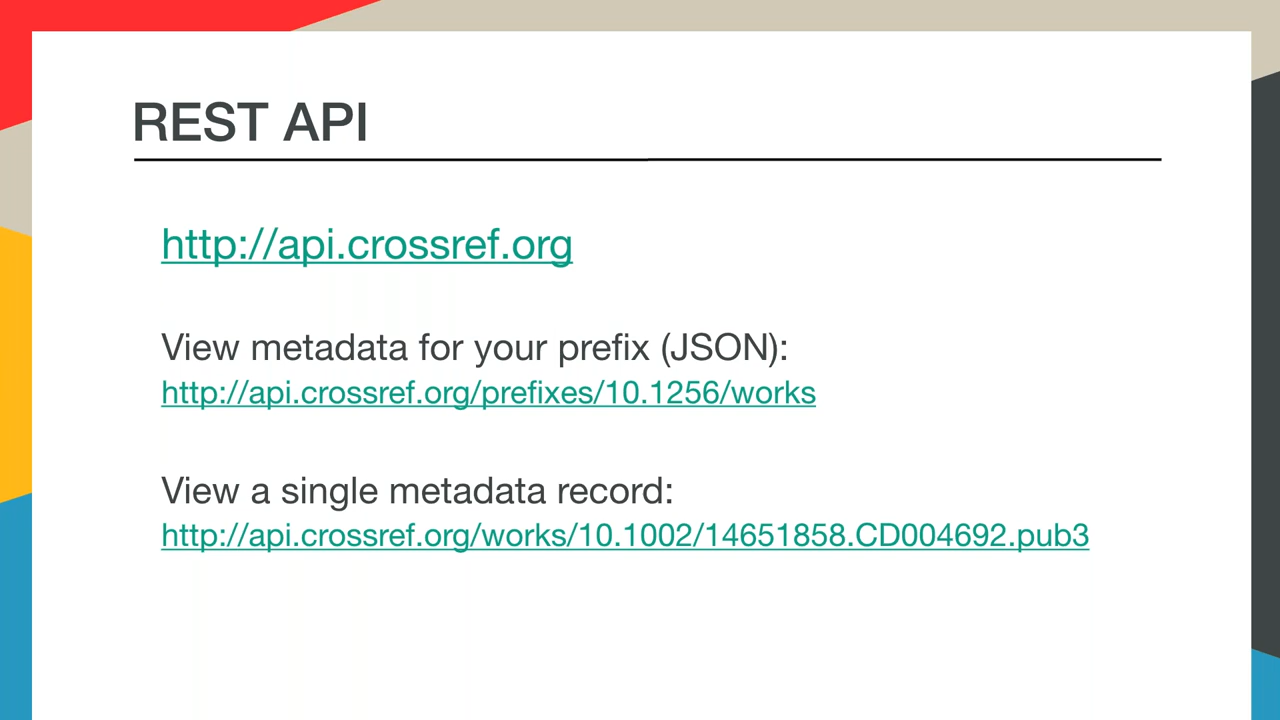 REST API
http://api.crossref.org
View metadata for your prefix (JSON):
http://api.crossref.org/prefixes/10.1256/works
View a single metadata record:
http://api.crossref.org/works/10.1002/14651858.CD004692.pub3